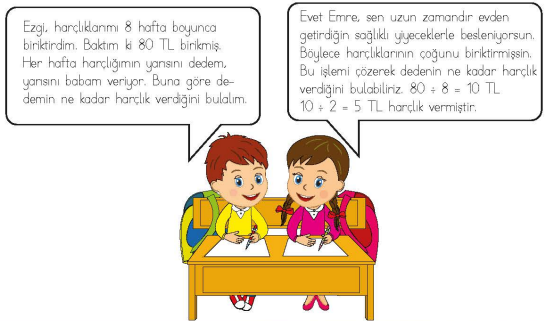 Ezgi, harçlıklarımı 8 hafta boyunca
biriktirdim. Baktım ki 80 TL birikmiş.
Her hafta harçlığımın yarısını dedem,
yarısını babam veriyor. Buna göre de-
demin ne kadar harçlık verdiğini bulalım.
Evet Emre, sen uzun zamandır evden
getirdiğin sağlıklı yiyeceklerle besleniyorsun.
Böylece harçlıklarının çoğunu biriktirmişsin.
Bu işlemi çözerek dedenin ne kadar harçlık
verdiğini bulabiliriz. 80 ÷ 8 = 10 TL
10 ÷ 2 = 5 TL harçlık vermiştir.